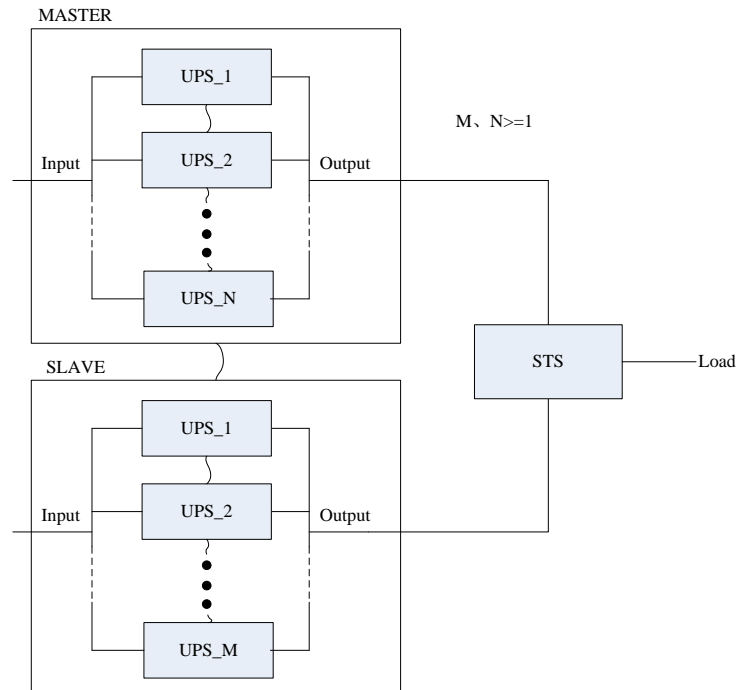 MASTER
UPS_1
M、N>=1
Input
UPS_2
Output
UPS_N
STS
Load
SLAVE
UPS_1
Input
UPS_2
Output
UPS_M